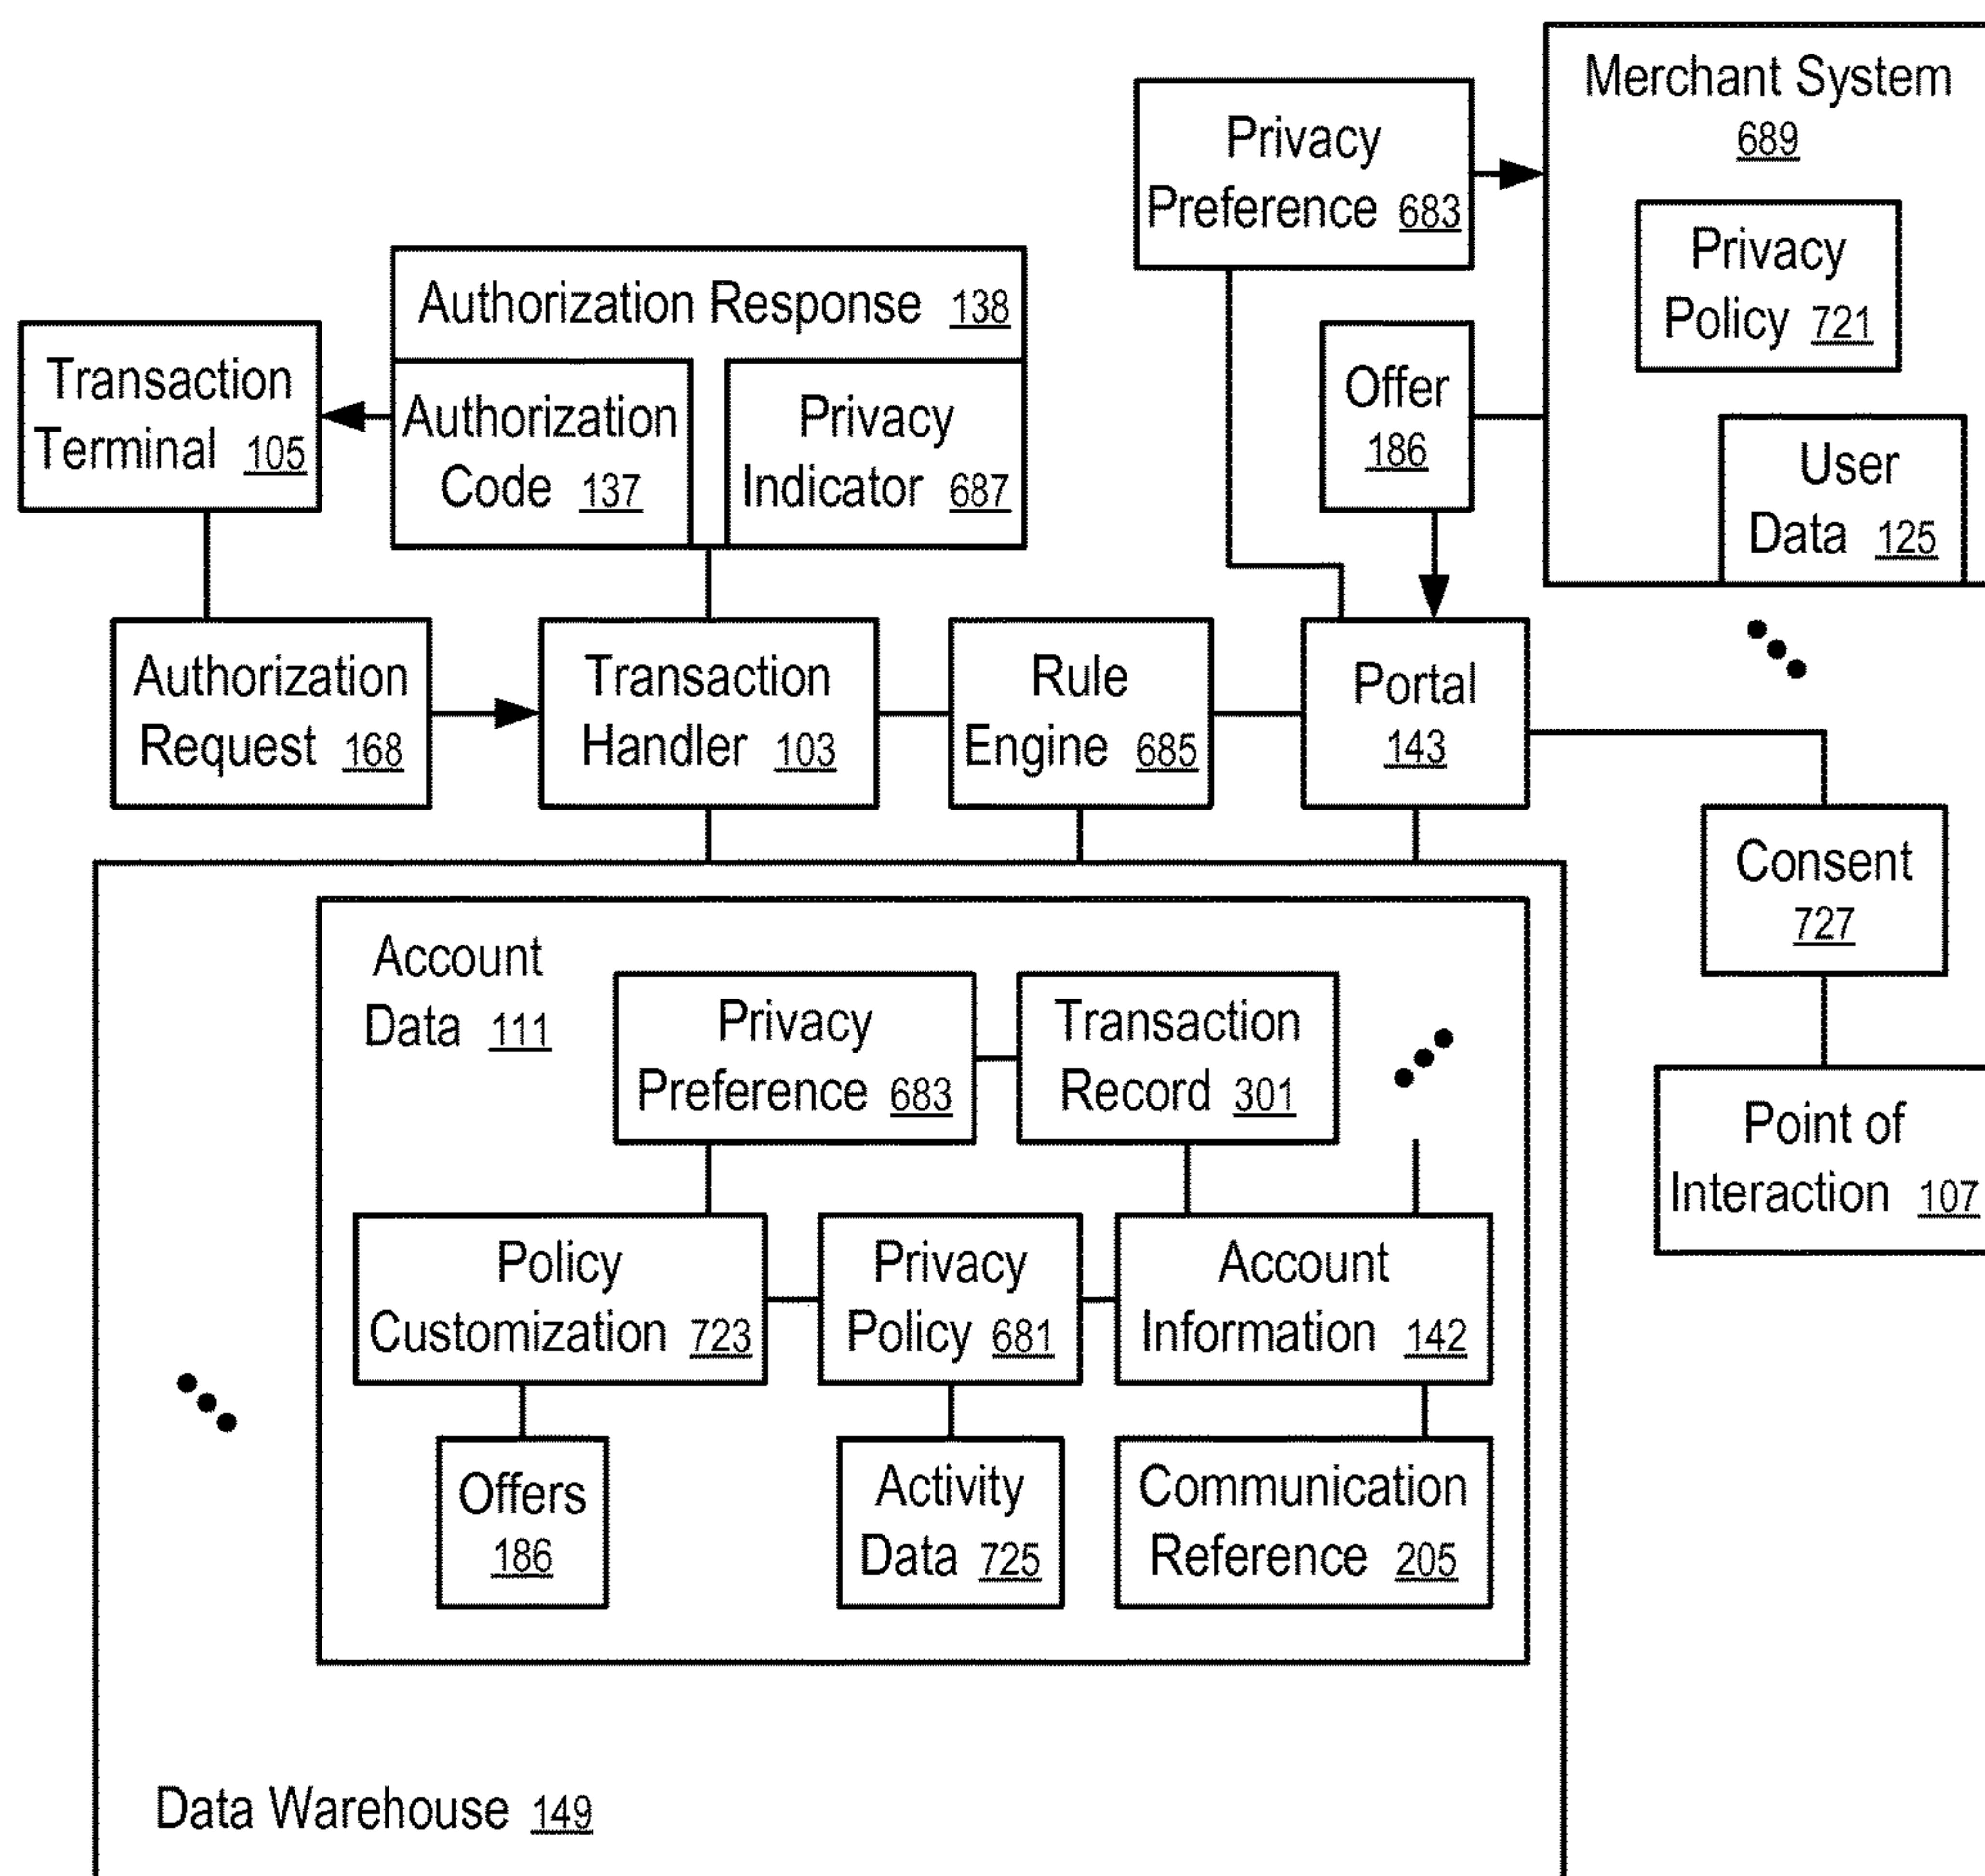 Merchant System
689
Privacy
Preference 683
Privacy
Policy 721
Authorization Response 138
Transaction
Terminal 105
Authorization
Code 137
Privacy
Indicator 687
Offer
186
User
Data 125
Authorization
Request 168
Transaction
Handler 103
Rule
Engine 685
Portal
143
Consent
727
Account
Data 111
Privacy
Preference 683
Transaction
Record 301
Point of
Interaction 107
Policy
Customization 723
Privacy
Policy 681
Account
Information 142
Offers
186
Activity
Data 725
Communication
Reference 205
Data Warehouse 149